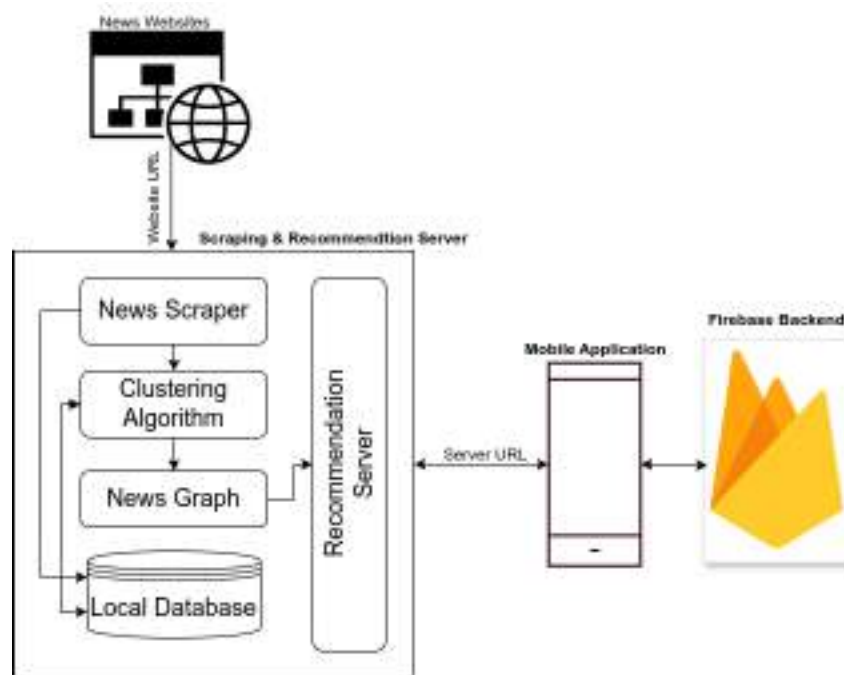 News Websites
Website URL
Scraping & Recommendtion Server
News Scraper
Clustering
Algorithm
News Graph
Local Database
Recommendation
Server
Server URL
Mobile Application
Firebase Backend